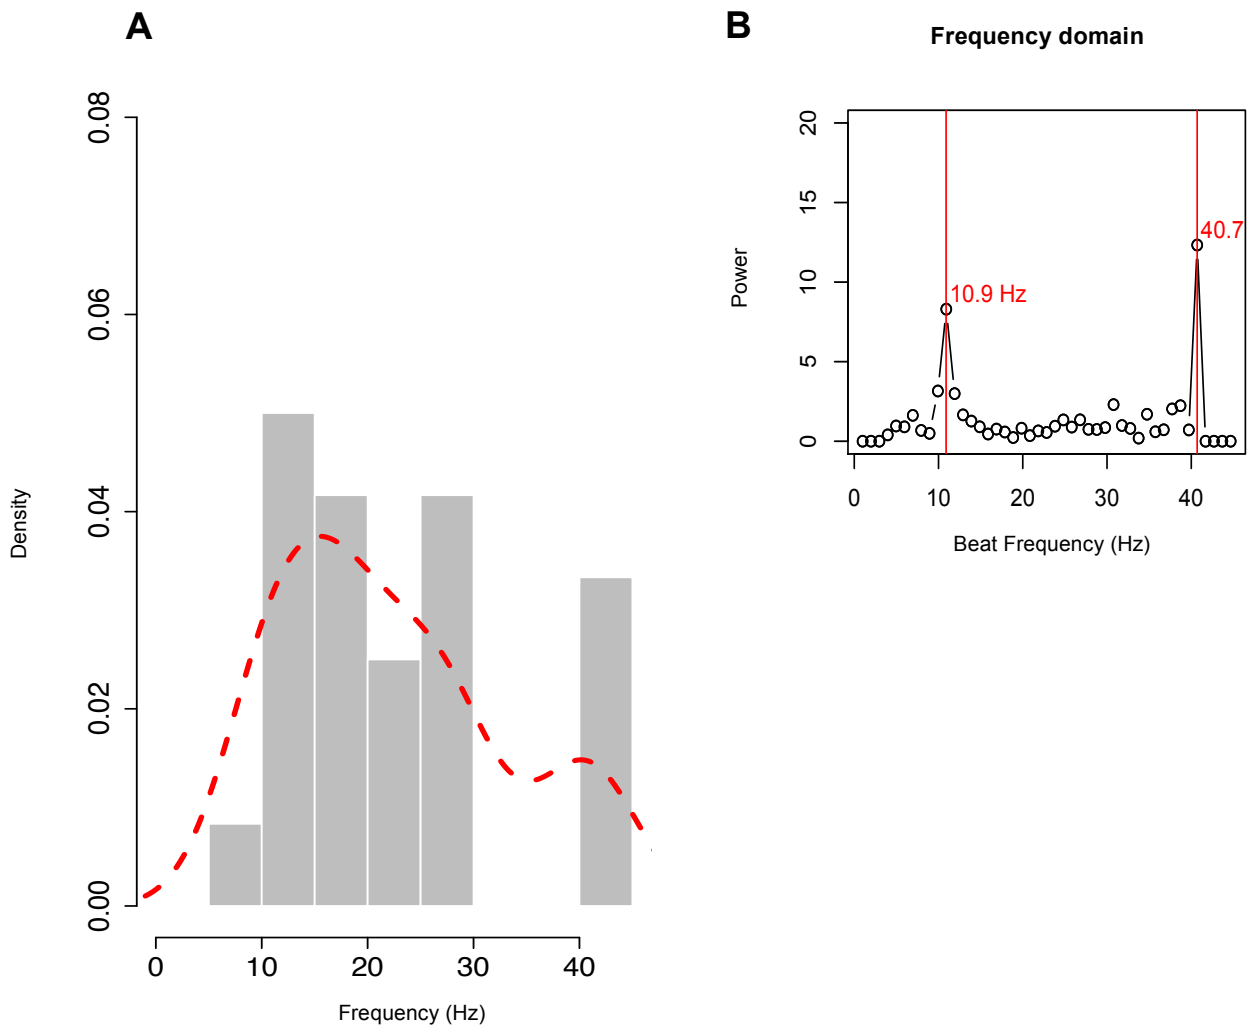 A
0.08
0.06
0.04
0.02
0.00
Density
0 10 20 30 40
Frequency (Hz)
B
Frequency domain
20
15
10
5
0
Power
40.7
10.9 Hz
0 10 20 30 40
Beat Frequency (Hz)